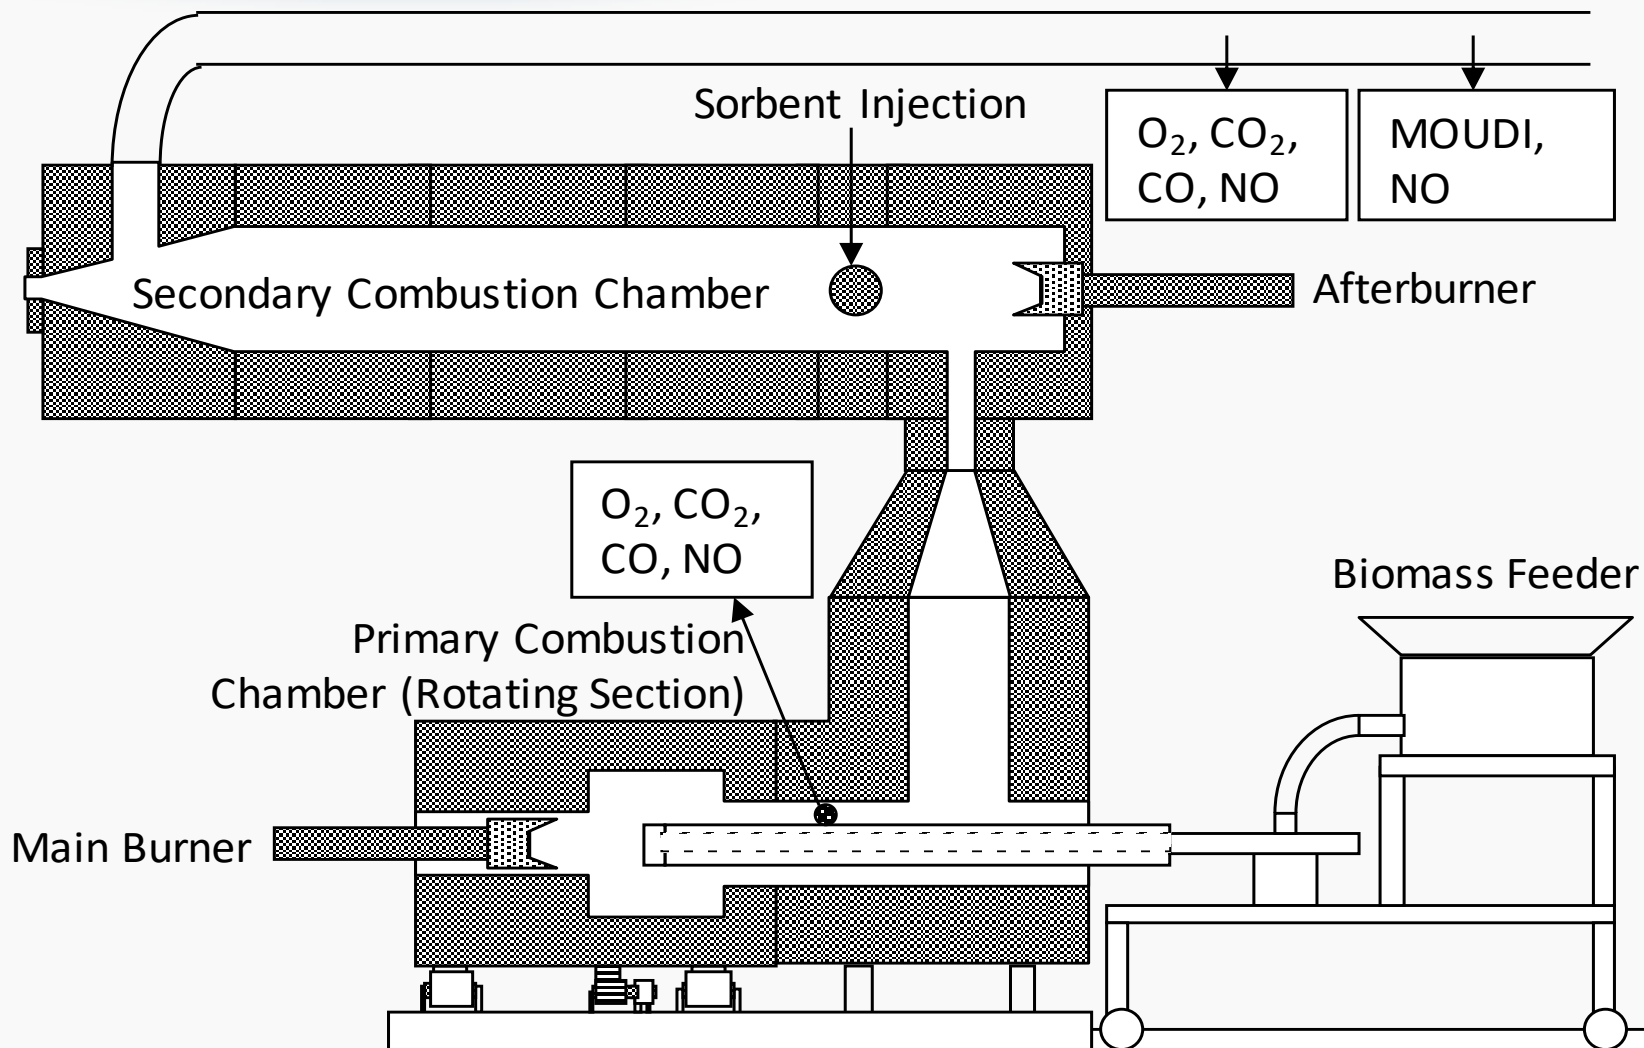 Sorbent Injection
O₂, CO₂,
CO, NO
MOUDI,
NO
Secondary Combustion Chamber
Afterburner
O₂, CO₂,
CO, NO
Biomass Feeder
Primary Combustion
Chamber (Rotating Section)
Main Burner